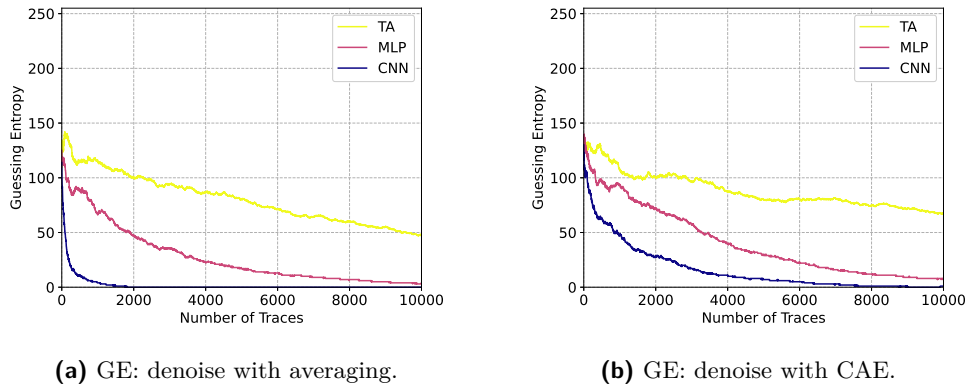 250
200
150
100
50
0
Guessing Entropy
TA
MLP
CNN
0 2000 4000 6000 8000 10000
Number of Traces
(a) GE: denoise with averaging.
250
200
150
100
50
0
Guessing Entropy
TA
MLP
CNN
0 2000 4000 6000 8000 10000
Number of Traces
(b) GE: denoise with CAE.